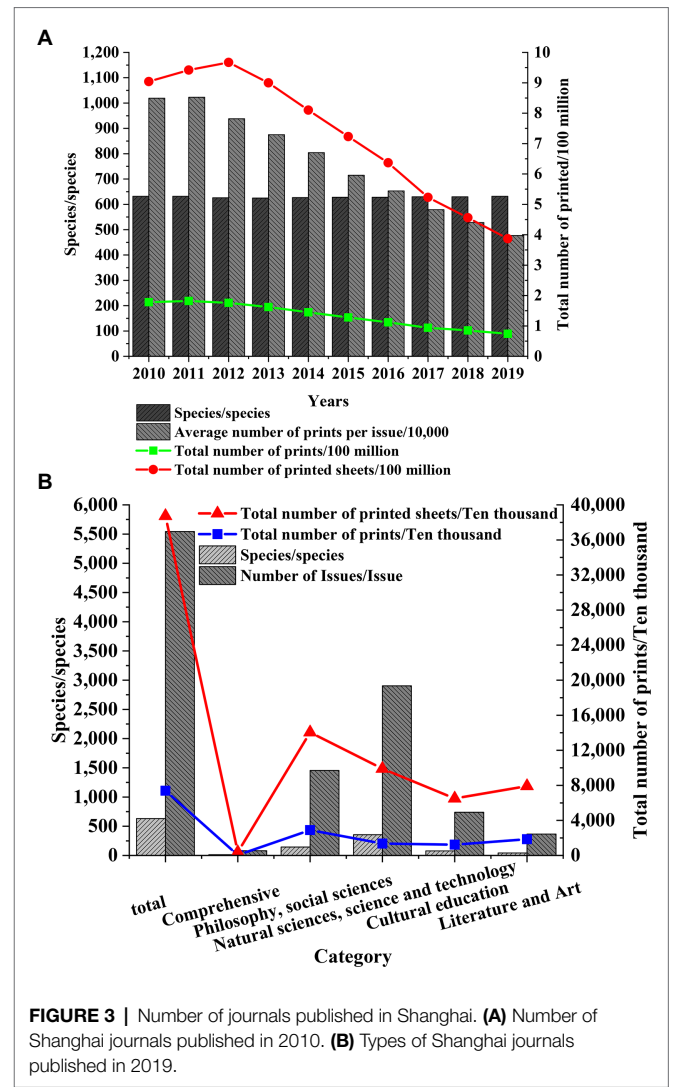 A
1,200
1,100
1,000
900
800
700
600
500
400
300
200
100
0
Species/species
10
9
8
7
6
5
4
3
2
1
0
Total number of printed/100 million
2010 2011 2012 2013 2014 2015 2016 2017 2018 2019
Years
Species/species
Average number of prints per issue/10,000
Total number of prints/100 million
Total number of printed sheets/100 million
B
6,000
5,500
5,000
4,500
4,000
3,500
3,000
2,500
2,000
1,500
1,000
500
0
Species/species
Total number of printed sheets/Ten thousand
Total number of prints/Ten thousand
Species/species
Number of Issues/Issue
40,000
36,000
32,000
28,000
24,000
20,000
16,000
12,000
8,000
4,000
0
Total number of prints/Ten thousand
total
Comprehensive
Philosophy, social sciences
Natural sciences, science and technology
Cultural education
Literature and Art
Category
FIGURE 3 | Number of journals published in Shanghai. (A) Number of
Shanghai journals published in 2010. (B) Types of Shanghai journals
published in 2019.